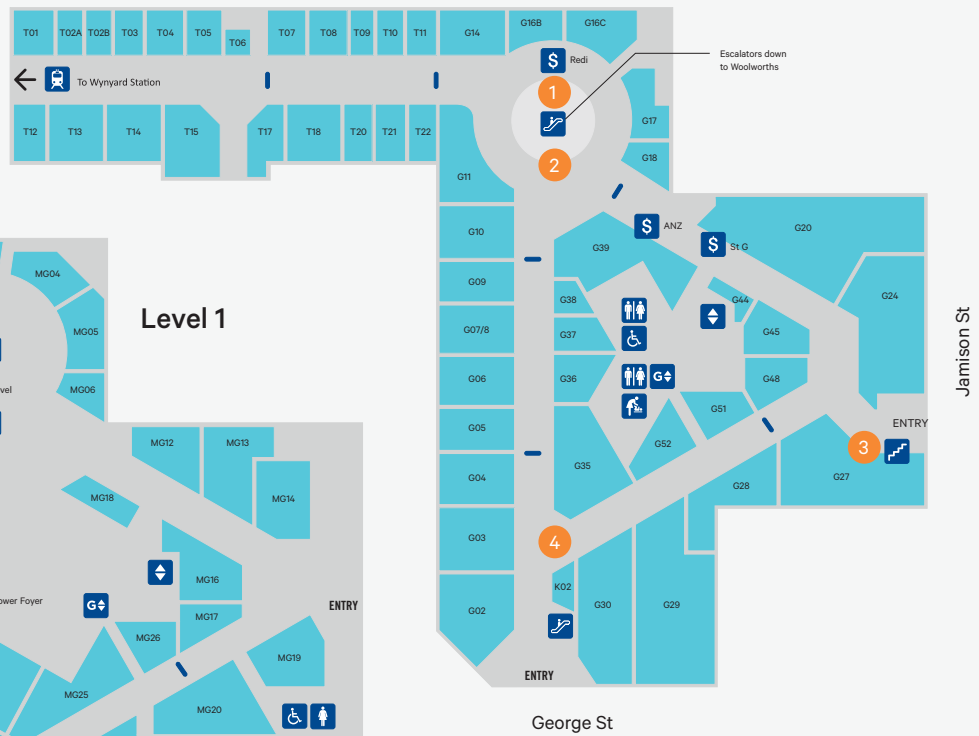 T01
T02A
T02B
T03
T04
T05
T06
T07
T08
T09
T10
T11
G14
G16B
G16C
$
Redi
Escalators down
to Woolworths
1
To Wynyard Station
2
T12
T13
T14
T15
T17
T18
T20
T21
T22
G17
G18
G11
G10
G09
G07/8
G06
G05
G04
G03
G02
$
ANZ
$
St G
G20
G39
G24
G38
G37
G36
G35
G44
G45
G48
G51
G52
G
Jamison St
ENTRY
3
G27
G28
4
K02
G30
G29
ENTRY
George St
Level 1
MG04
MG05
MG06
vel
MG12
MG13
MG14
MG18
MG16
MG17
ower Foyer
G
MG26
ENTRY
MG19
MG25
MG20